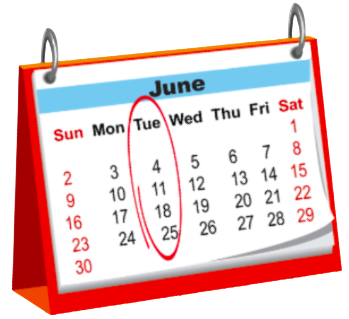 June
Sun Mon Tue Wed Thu Fri Sat
1
2 3 4 5 6 7 8
9 10 11 12 13 14 15
16 17 18 19 20 21 22
23 24 25 26 27 28 29
30